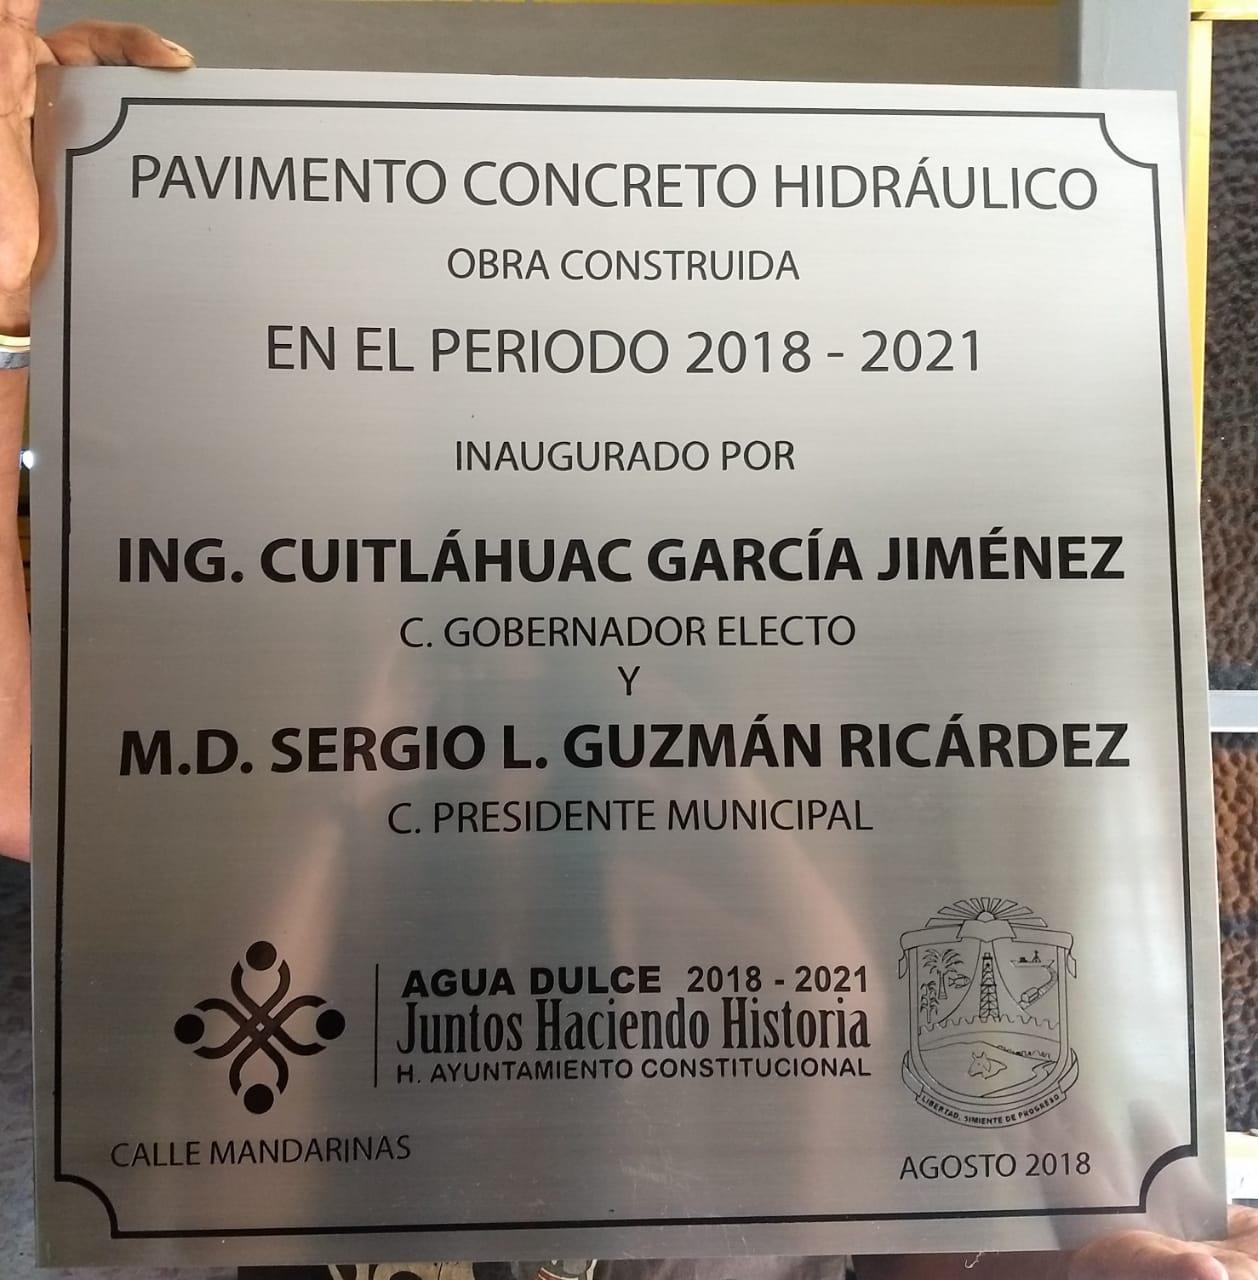 PAVIMENTO CONCRETO HIDRÁULICO
OBRA CONSTRUIDA
EN EL PERIODO 2018 - 2021
INAUGURADO POR
ING. CUITLÁHUAC GARCÍA JIMÉNEZ
C. GOBERNADOR ELECTO
Y
M.D. SERGIO L. GUZMÁN RICÁRDEZ
C. PRESIDENTE MUNICIPAL
AGUA DULCE 2018 - 2021
Juntos Haciendo Historia
H. AYUNTAMIENTO CONSTITUCIONAL
LIBERTAD, SIMIENTE DE PROGRESO
CALLE MANDARINAS
AGOSTO 2018